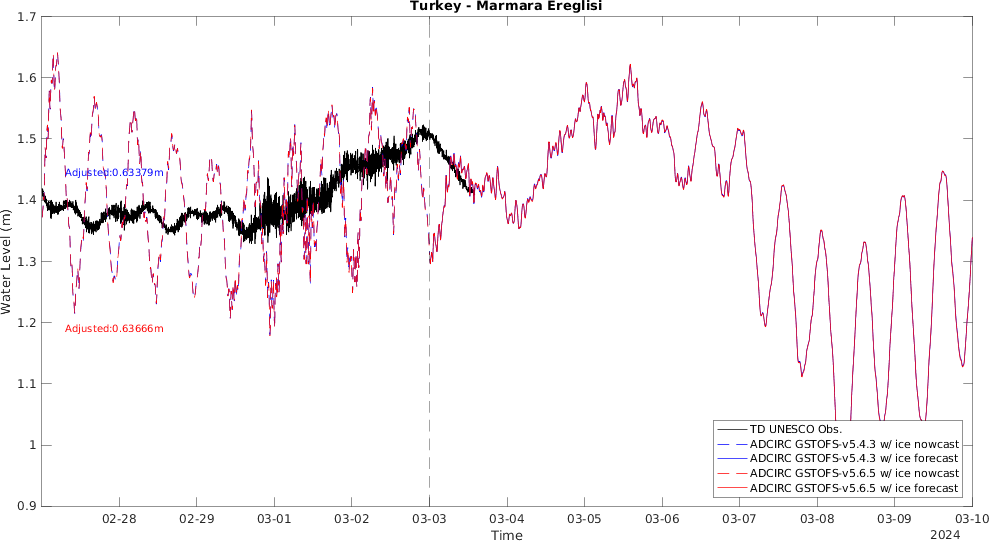 Turkey - Marmara Ereglisi
1.7
1.6
1.5
1.4
1.3
1.2
1.1
1
0.9
Water Level (m)
Adjusted:0.63379m
Adjusted:0.63666m
TD UNESCO Obs.
ADCIRC GSTOFS-v5.4.3 w/ ice nowcast
ADCIRC GSTOFS-v5.4.3 w/ ice forecast
ADCIRC GSTOFS-v5.6.5 w/ ice nowcast
ADCIRC GSTOFS-v5.6.5 w/ ice forecast
02-28 02-29 03-01 03-02 03-03 03-04 03-05 03-06 03-07 03-08 03-09 03-10
Time
2024